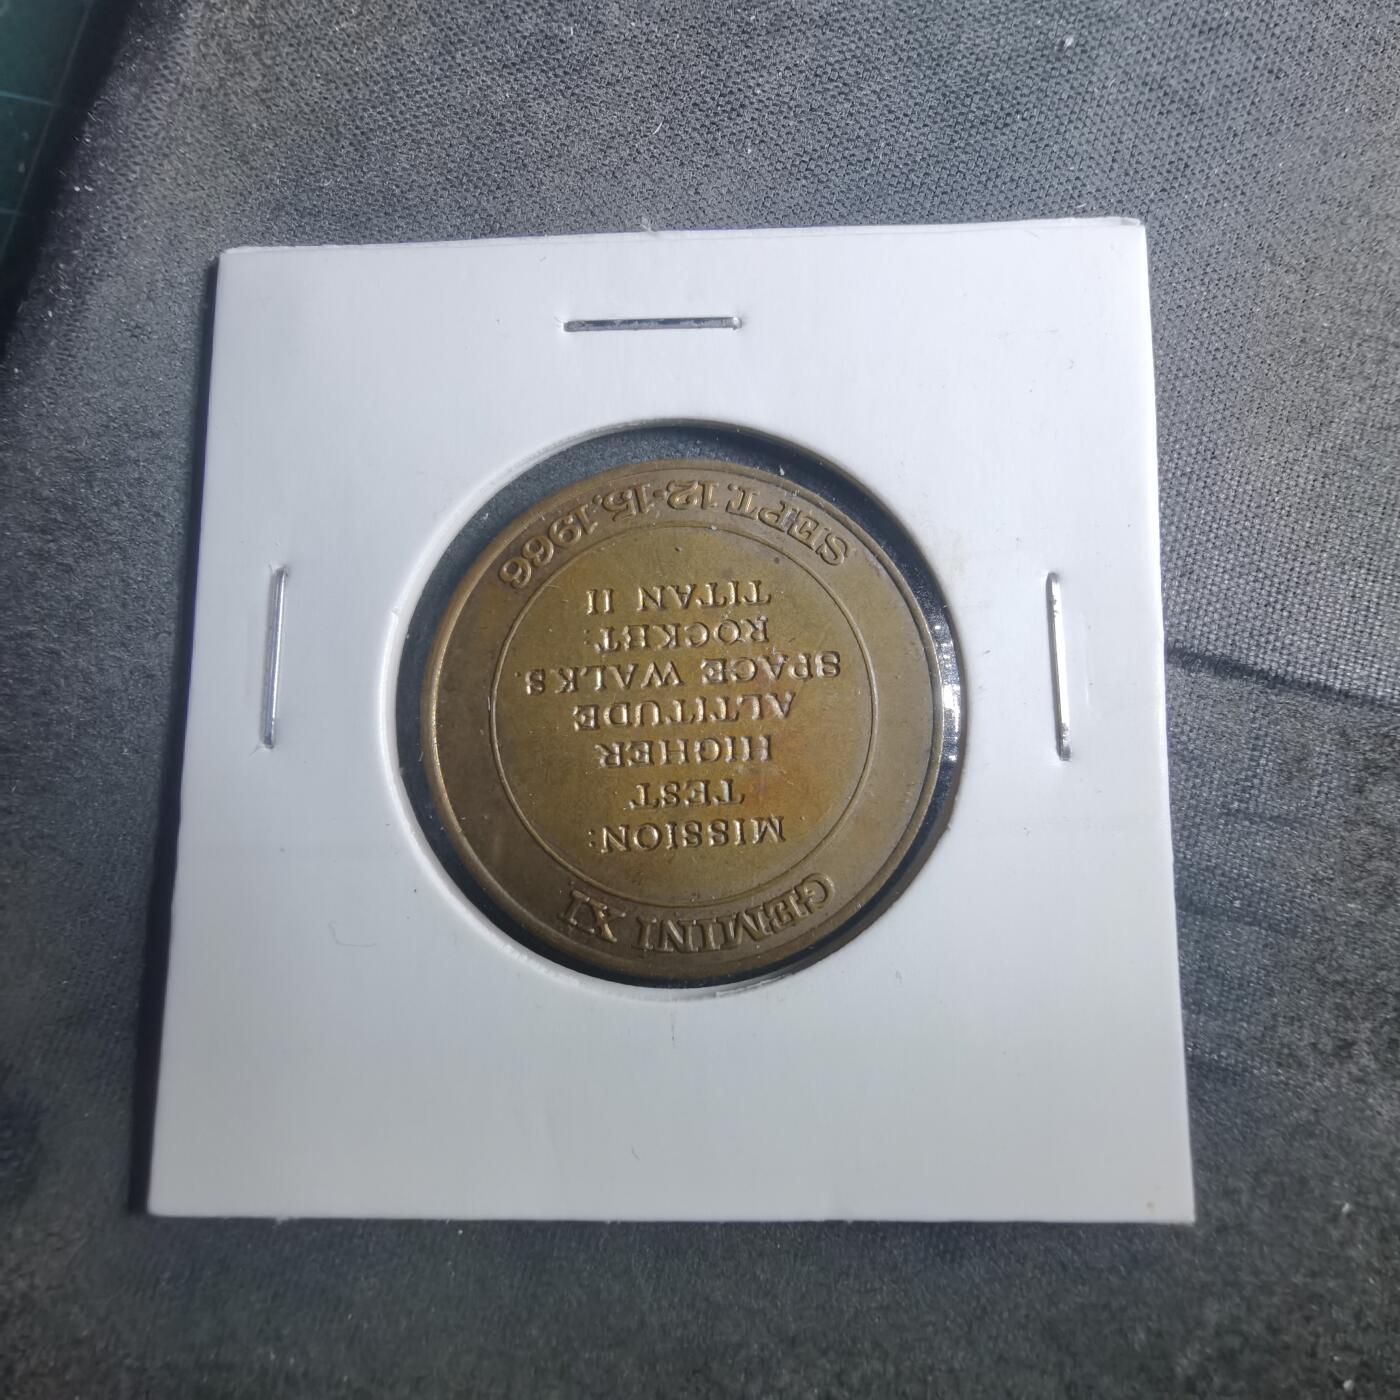 GEMINI XI
MISSION:
TEST
HIGHER
ALTITUDE
SPACE WALKS.
ROCKET:
TITAN II
SEPT. 12-15, 1966